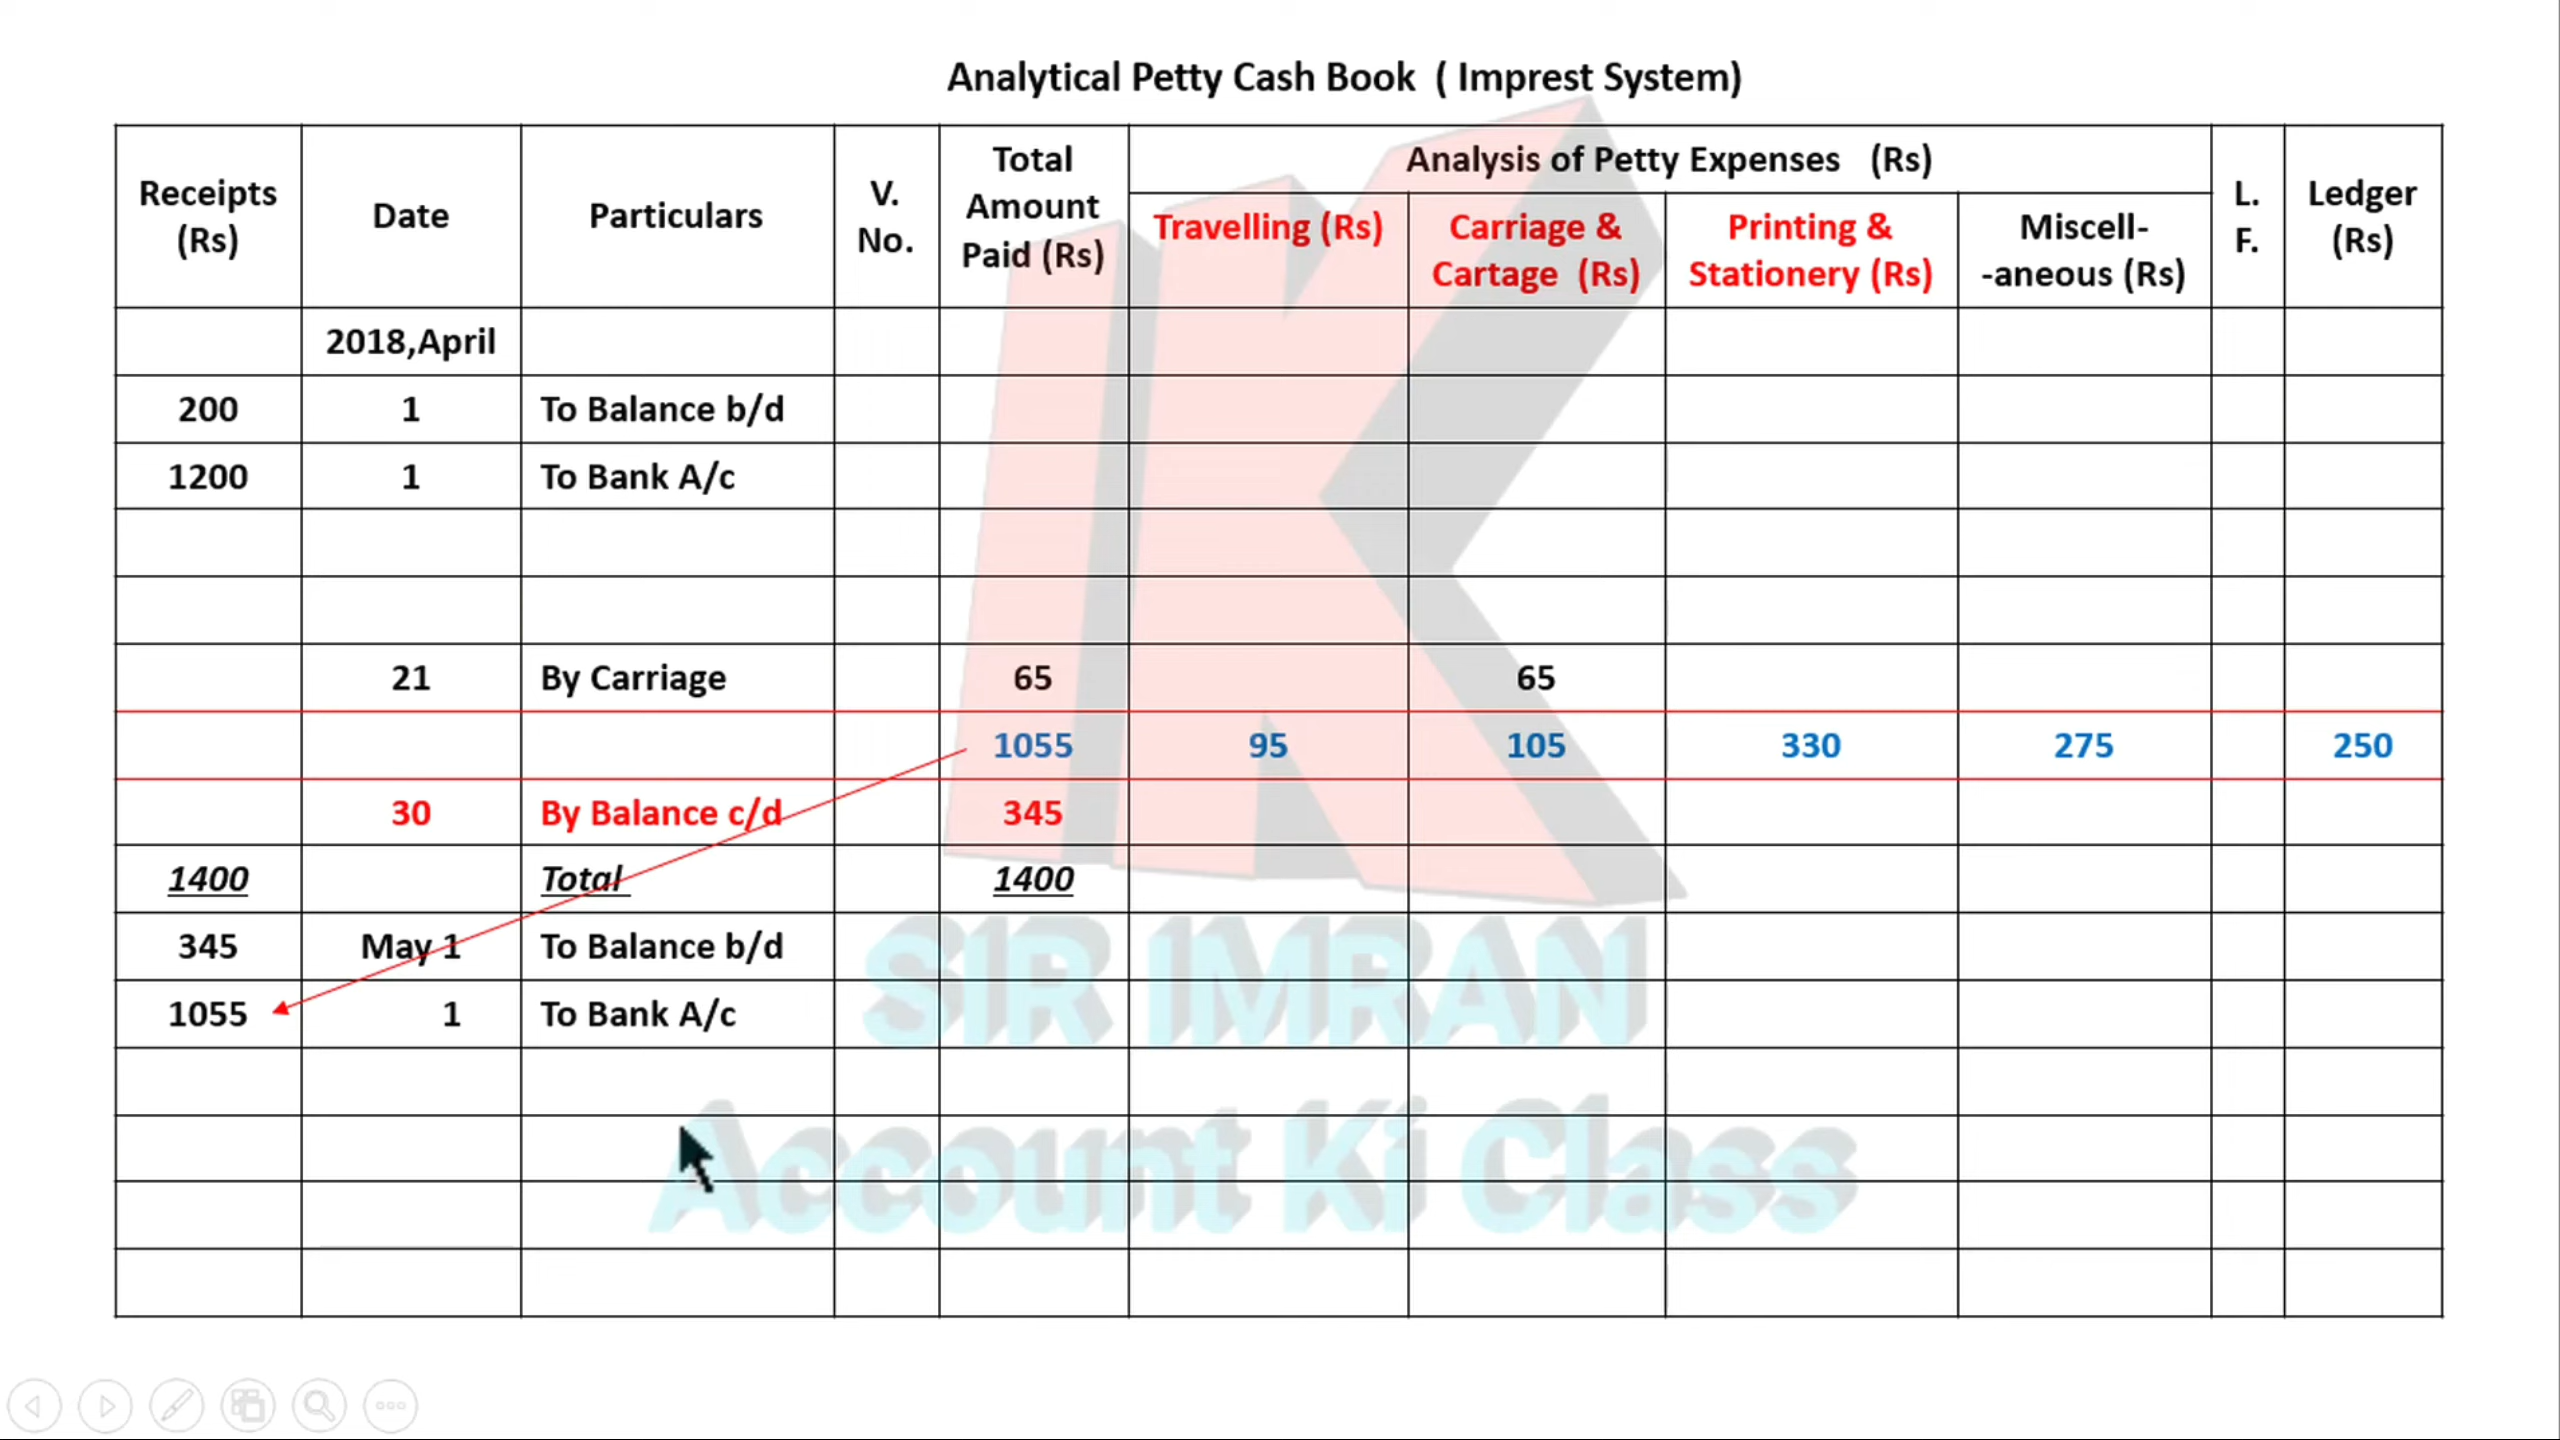 Analytical Petty Cash Book ( Imprest System)
Receipts (Rs) Date Particulars V. No. Total Amount Paid (Rs) Analysis of Petty Expenses (Rs) L. F. Ledger (Rs)
Travelling (Rs) Carriage & Cartage (Rs) Printing & Stationery (Rs) Miscell- -aneous (Rs)
2018,April
200 1 To Balance b/d
1200 1 To Bank A/c
21 By Carriage 65 65
1055 95 105 330 275 250
30 By Balance c/d 345
1400 Total 1400
345 May 1 To Balance b/d
1055 1 To Bank A/c
IK
SIR IMRAN
Account Ki Class